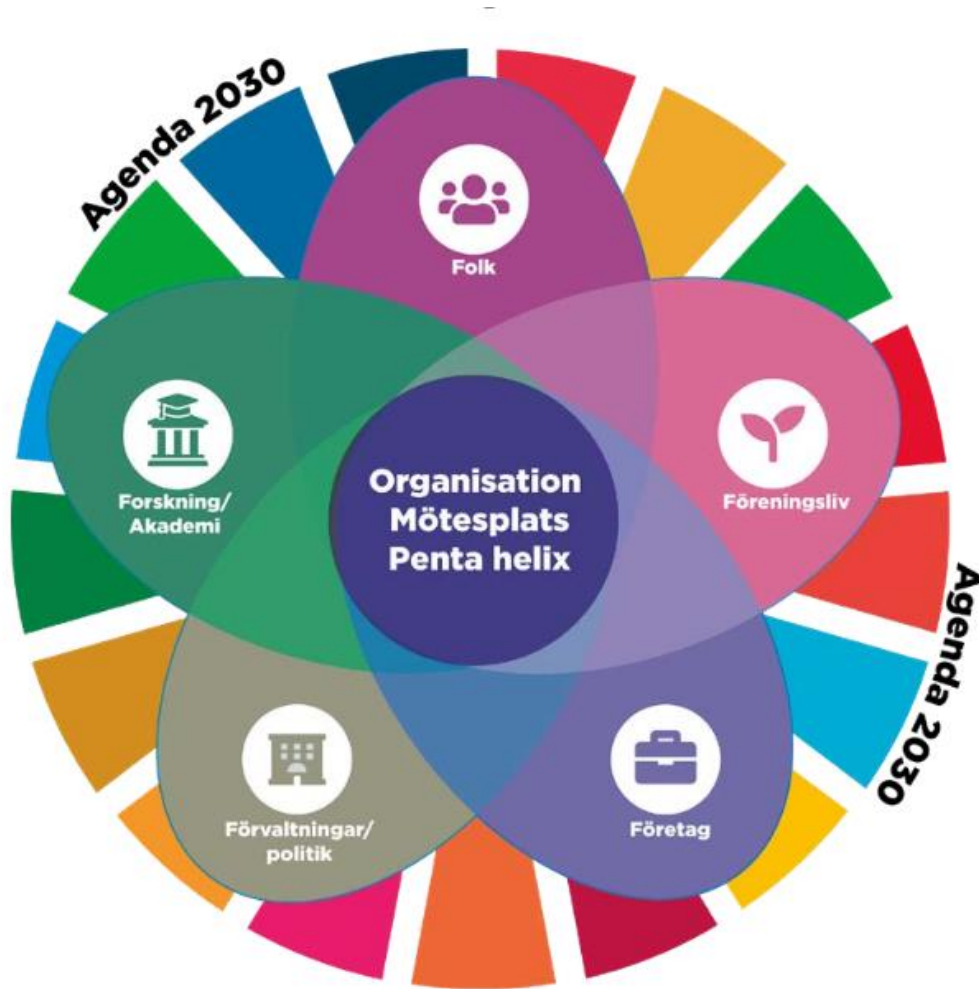 Agenda 2030
Folk
Forskning/
Akademi
Föreningsliv
Organisation
Mötesplats
Penta helix
Agenda 2030
Förvaltningar/
politik
Företag